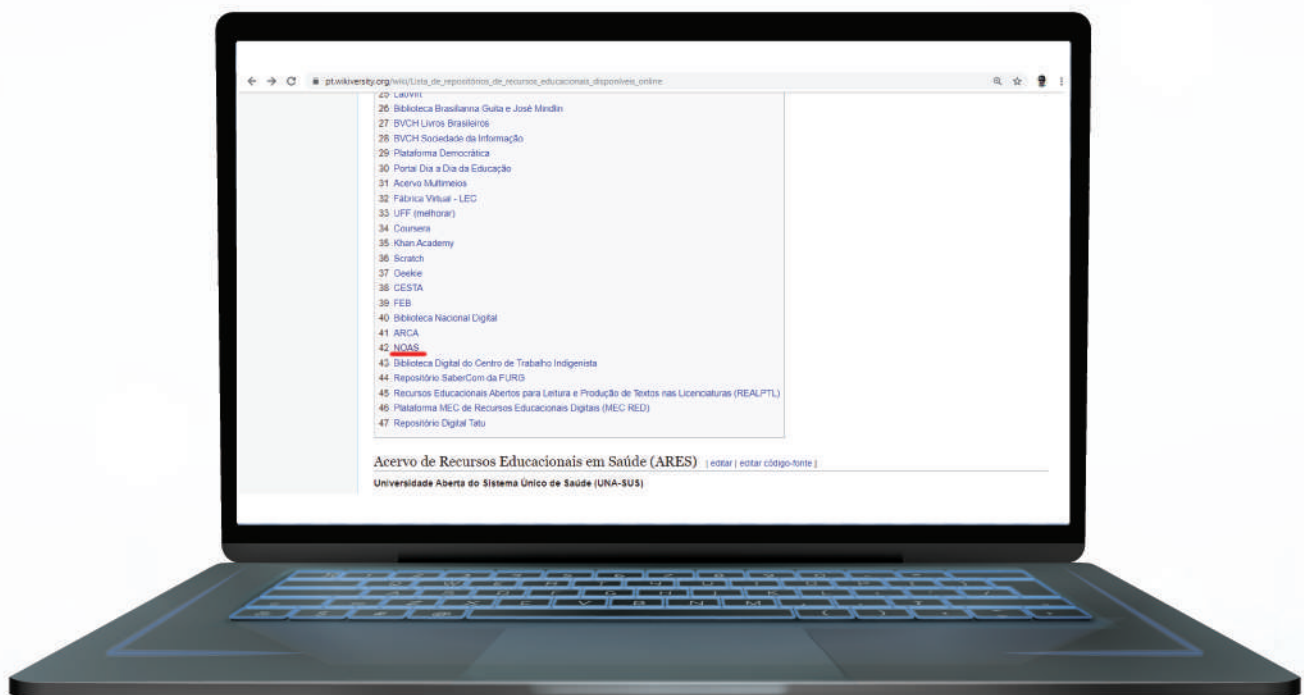 pt.wikiversity.org/wiki/Lista_de_repositórios_de_recursos_educacionais_disponíveis_online
25 LabVirt
26 Biblioteca Brasilianna Guita e José Mindlin
27 BVCH Livros Brasileiros
28 BVCH Sociedade da Informação
29 Plataforma Democrática
30 Portal Dia a Dia da Educação
31 Acervo Multimeios
32 Fábrica Virtual - LEC
33 UFF (melhorar)
34 Coursera
35 Khan Academy
36 Scratch
37 Geekie
38 CESTA
39 FEB
40 Biblioteca Nacional Digital
41 ARCA
42 NOAS
43 Biblioteca Digital do Centro de Trabalho Indigenista
44 Repositório SaberCom da FURG
45 Recursos Educacionais Abertos para Leitura e Produção de Textos nas Licenciaturas (REALPTL)
46 Plataforma MEC de Recursos Educacionais Digitais (MEC RED)
47 Repositório Digital Tatu
Acervo de Recursos Educacionais em Saúde (ARES) [ editar | editar código-fonte ]
Universidade Aberta do Sistema Único de Saúde (UNA-SUS)